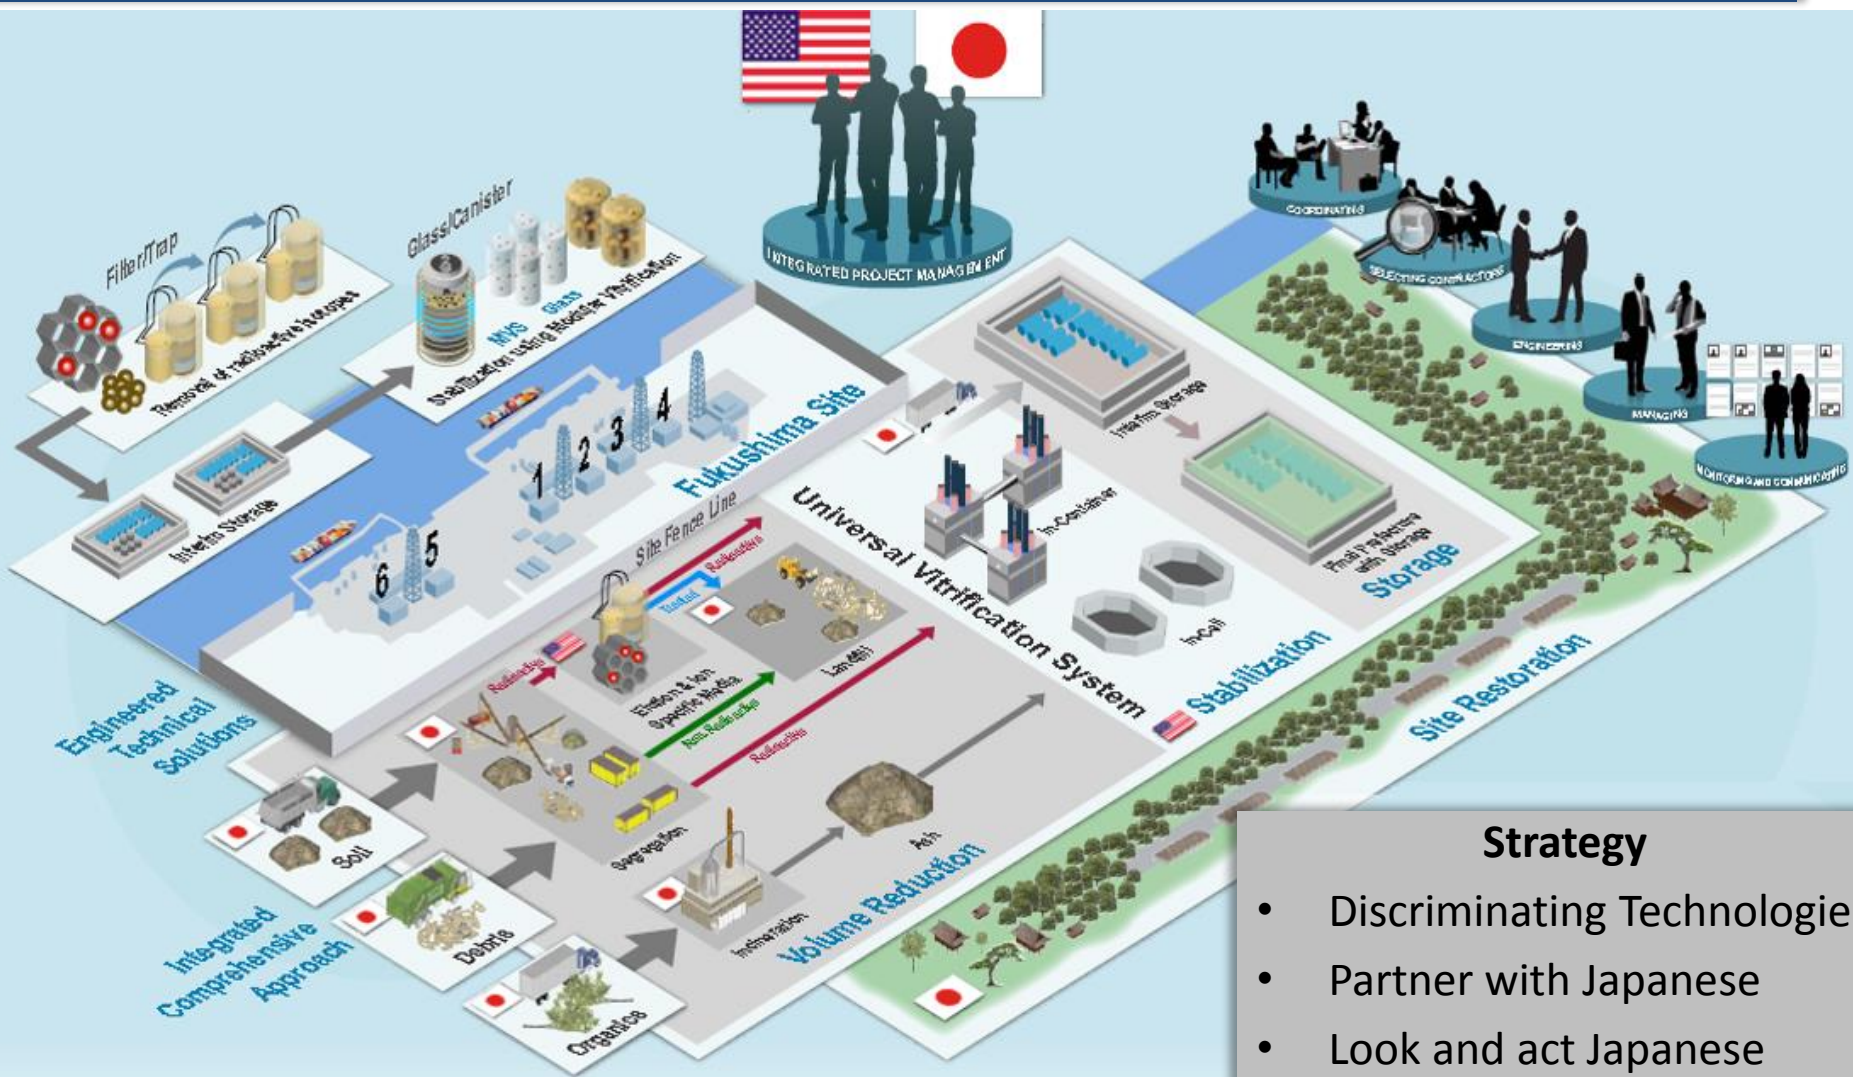 INTEGRATED PROJECT MANAGEMENT
COORDINATING
SELECTING CONTRACTORS
ENGINEERING
MANAGING
MONITORING AND COMMUNICATING
Filter/Trap
Removal of radioactive isotopes
Glass/Canister
MVS
Glass
Stabilization using Modular Vitrification
Interim Storage
1
2
3
4
5
6
Fukushima Site
Site Fence Line
Interim Storage
Final Prefecture
with Storage
Storage
Universal Vitrification System
In-Container
In-Cell
Stabilization
Site Restoration
Radioactive
Treated
Radioactive
Elution & Ion
Specific Media
Landfill
Non-Radioactive
Radioactive
Segregation
Engineered
Technical
Solutions
Soil
Debris
Organics
Incineration
Ash
Volume Reduction
Integrated
Comprehensive
Approach
Strategy
• Discriminating Technologie
• Partner with Japanese
• Look and act Japanese